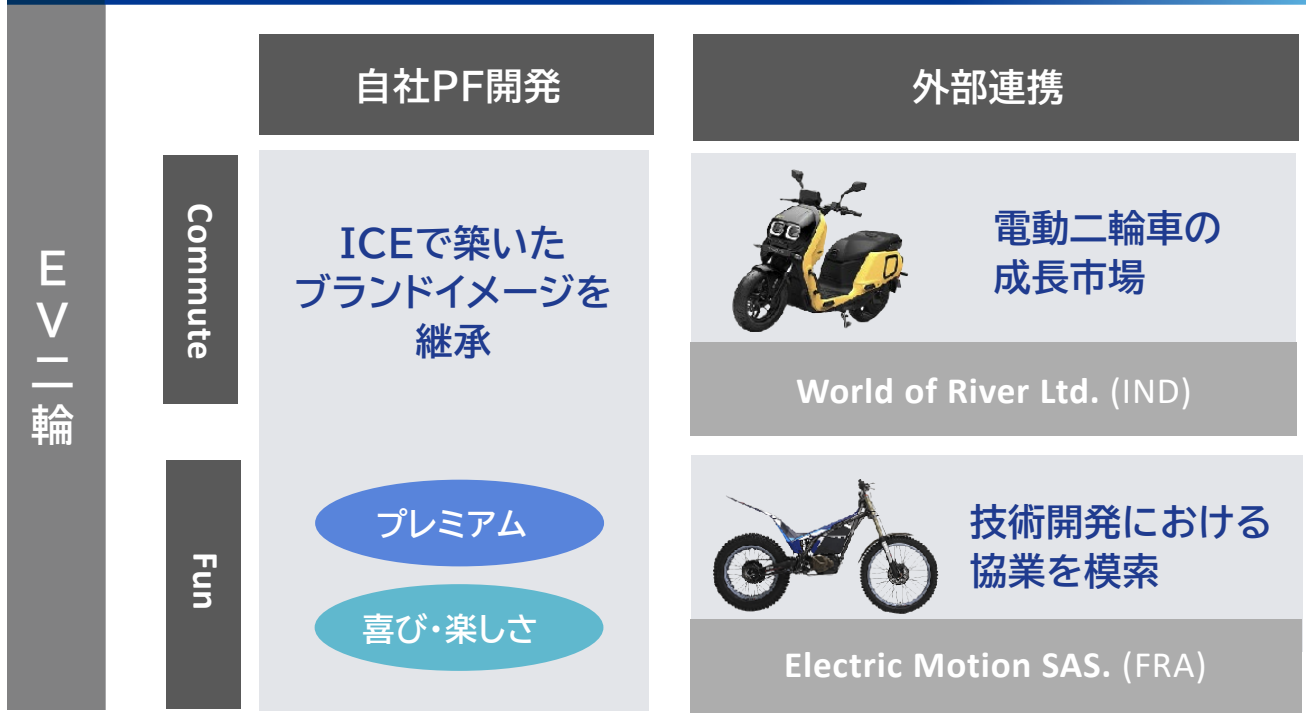 EV二輪
自社PF開発
外部連携
Commute
ICEで築いた
ブランドイメージを
継承
電動二輪車の
成長市場
World of River Ltd. (IND)
Fun
プレミアム
喜び・楽しさ
技術開発における
協業を模索
Electric Motion SAS. (FRA)